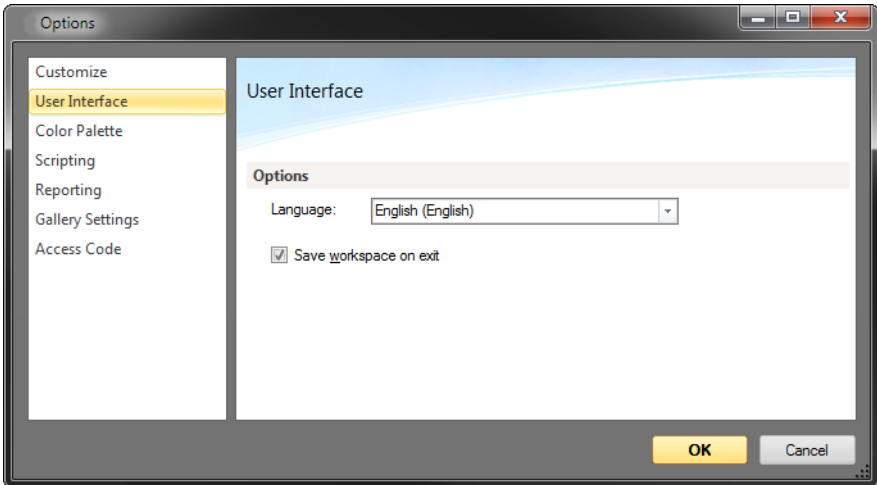 Options
Customize
User Interface
Color Palette
Scripting
Reporting
Gallery Settings
Access Code
User Interface
Options
Language: English (English)
Save workspace on exit
OK Cancel